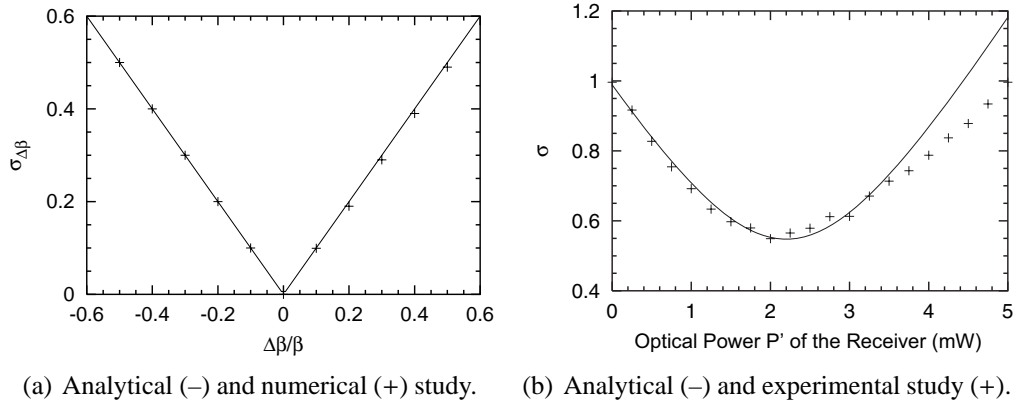 0.6
0.4
0.2
0
σΔβ
-0.6 -0.4 -0.2 0 0.2 0.4 0.6
Δβ/β
(a) Analytical (–) and numerical (+) study.
1.2
1
0.8
0.6
0.4
σ
0 1 2 3 4 5
Optical Power P' of the Receiver (mW)
(b) Analytical (–) and experimental study (+).